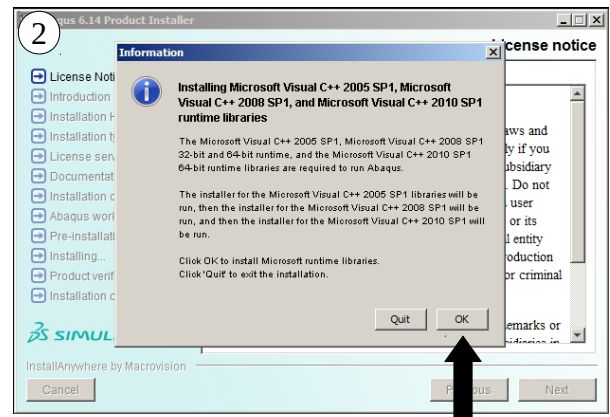 2
qus 6.14 Product Installer
License notice
Information
License Noti
Introduction
Installation
Installation t
License serv
Documentat
Installation
Abaqus work
Pre-installati
Installing...
Product verif
Installation
Installing Microsoft Visual C++ 2005 SP1, Microsoft
Visual C++ 2008 SP1, and Microsoft Visual C++ 2010 SP1
runtime libraries
The Microsoft Visual C++ 2005 SP1, Microsoft Visual C++ 2008 SP1
32-bit and 64-bit runtime, and the Microsoft Visual C++ 2010 SP1
64-bit runtime libraries are required to run Abaqus.
The installer for the Microsoft Visual C++ 2005 SP1 libraries will be
run, then the installer for the Microsoft Visual C++ 2008 SP1 will be
run, and then the installer for the Microsoft Visual C++ 2010 SP1 will
be run.
Click OK to install Microsoft runtime libraries.
Click 'Quit' to exit the installation.
Quit
OK
aws and
ly if you
ubsidiary
. Do not
user
or its
l entity
oduction
or criminal
emarks or
SIMUL
InstallAnywhere by Macrovision
Cancel
Next